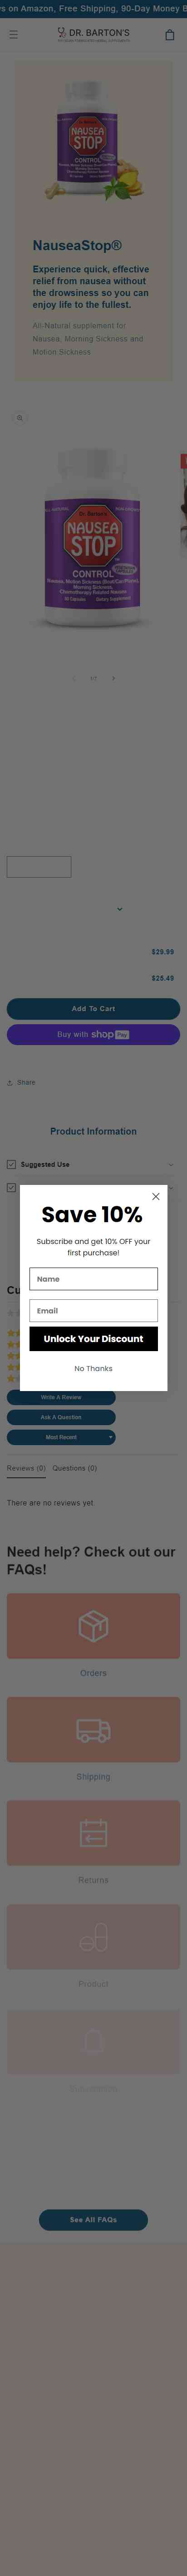 s on Amazon, Free Shipping, 90-Day Money B
DR. BARTON'S
Dr. Barton's
NAUSEA
STOP
CONTROL
NauseaStop®
Experience quick, effective
relief from nausea without
the drowsiness so you can
enjoy life to the fullest.
All-Natural supplement for
Nausea, Morning Sickness and
Motion Sickness
Dr. Barton's
NAUSEA
STOP
CONTROL
Nausea, Motion Sickness (Boat/Car/Plane),
Morning Sickness,
Chemotherapy Related Nausea
$29.99
$25.49
Add To Cart
Buy with shop Pay
Share
Product Information
Suggested Use
Save 10%
Subscribe and get 10% OFF your
first purchase!
Name
Email
Unlock Your Discount
No Thanks
Cu
Write A Review
Ask A Question
Most Recent
Reviews (0) Questions (0)
There are no reviews yet.
Need help? Check out our
FAQs!
Orders
Shipping
Returns
Product
See All FAQs